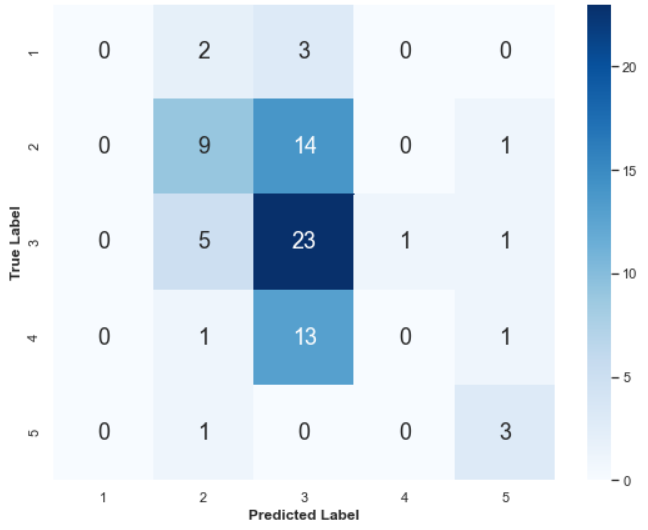 1 0 2 3 0 0
2 0 9 14 0 1
3 0 5 23 1 1
4 0 1 13 0 1
5 0 1 0 0 3
1 2 3 4 5
Predicted Label
True Label
20
15
10
5
0